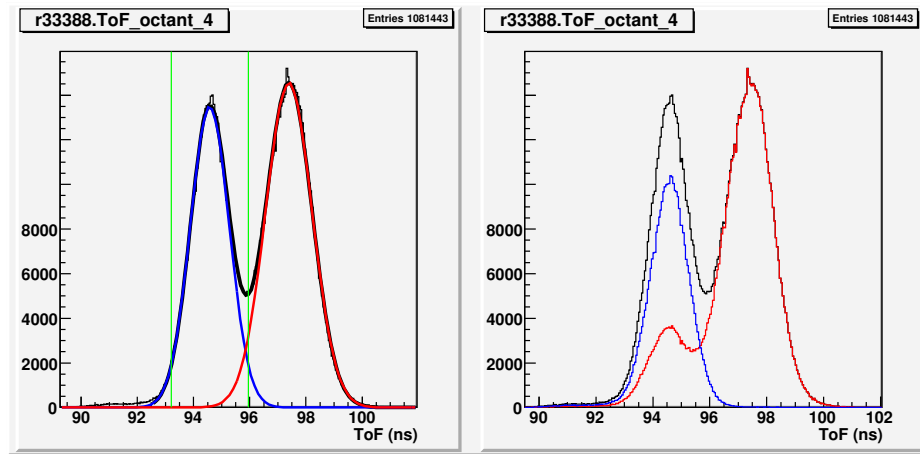 r33388.ToF_octant_4
Entries 1081443
8000
6000
4000
2000
0
90 92 94 96 98 100
ToF (ns)
r33388.ToF_octant_4
Entries 1081443
8000
6000
4000
2000
0
90 92 94 96 98 100 102
ToF (ns)